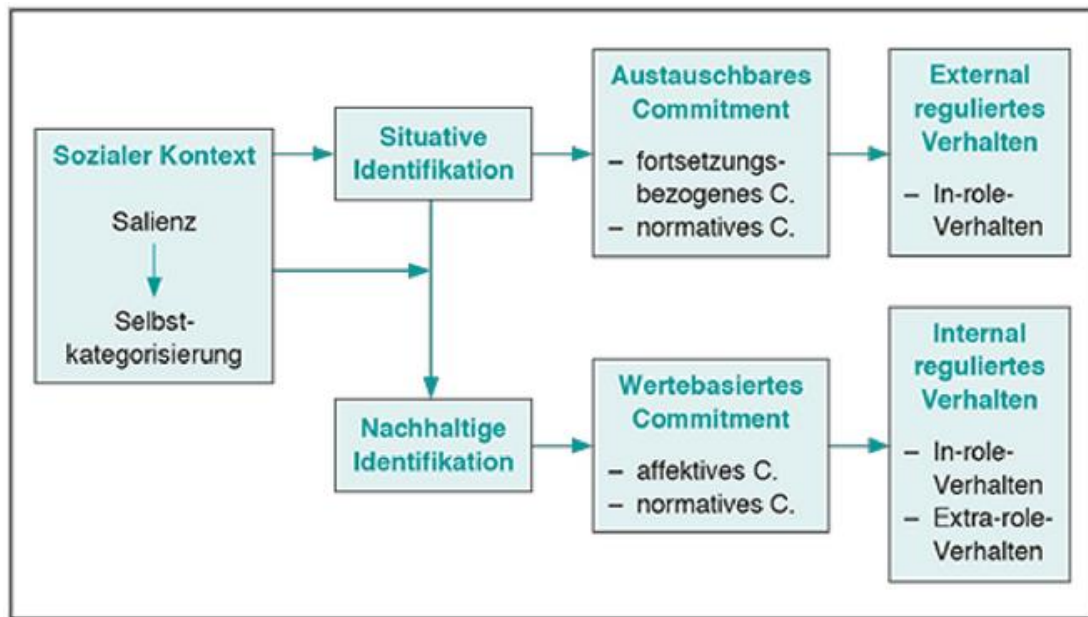 Sozialer Kontext
Salienz
Selbst-
kategorisierung
Situative
Identifikation
Nachhaltige
Identifikation
Austauschbares
Commitment
– fortsetzungs-
bezogenes C.
– normatives C.
Wertebasiertes
Commitment
– affektives C.
– normatives C.
External
reguliertes
Verhalten
– In-role-
Verhalten
Internal
reguliertes
Verhalten
– In-role-
Verhalten
– Extra-role-
Verhalten